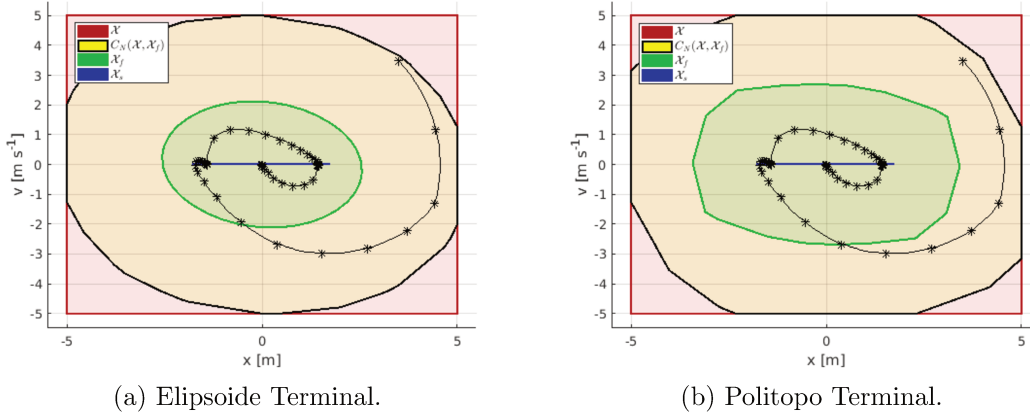 5
4
3
2
1
0
-1
-2
-3
-4
-5
v [m s⁻¹]
𝒳
C_N(𝒳, 𝒳_f)
𝒳_f
𝒳_s
-5
0
5
x [m]
(a) Elipsoide Terminal.
5
4
3
2
1
0
-1
-2
-3
-4
-5
v [m s⁻¹]
𝒳
C_N(𝒳, 𝒳_f)
𝒳_f
𝒳_s
-5
0
5
x [m]
(b) Politopo Terminal.